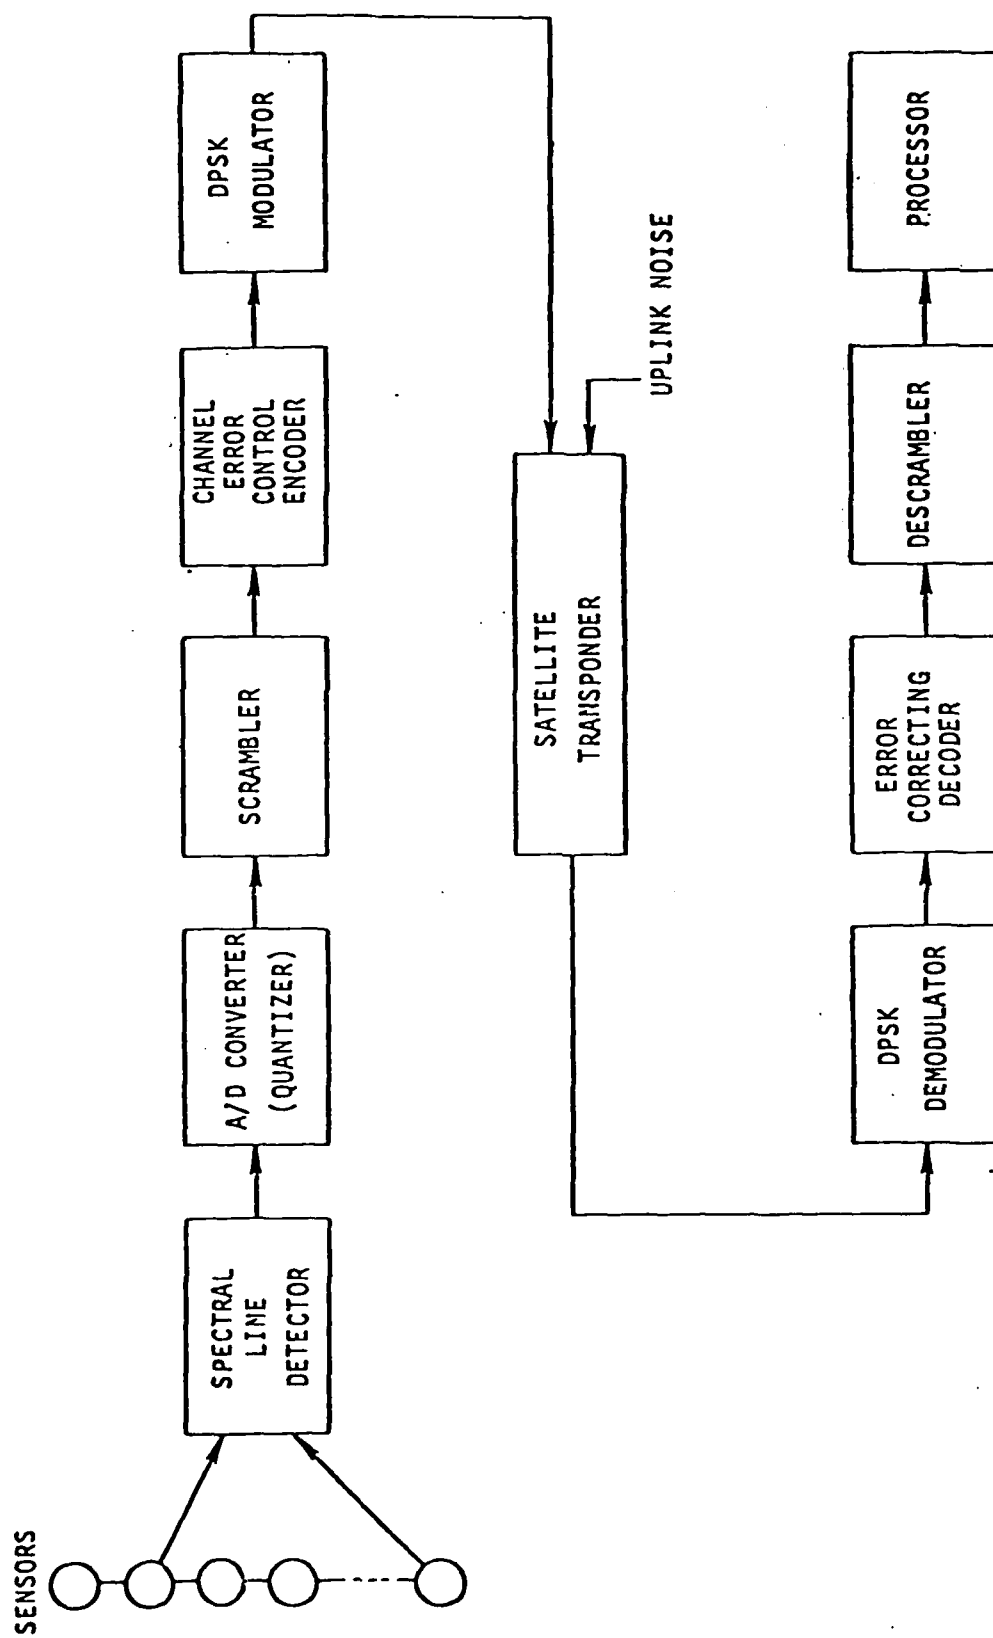 SENSORS
SPECTRAL
LINE
DETECTOR
A/D CONVERTER
(QUANTIZER)
SCRAMBLER
CHANNEL
ERROR
CONTROL
ENCODER
DPSK
MODULATOR
SATELLITE
TRANSPONDER
UPLINK NOISE
DPSK
DEMODULATOR
ERROR
CORRECTING
DECODER
DESCRAMBLER
PROCESSOR